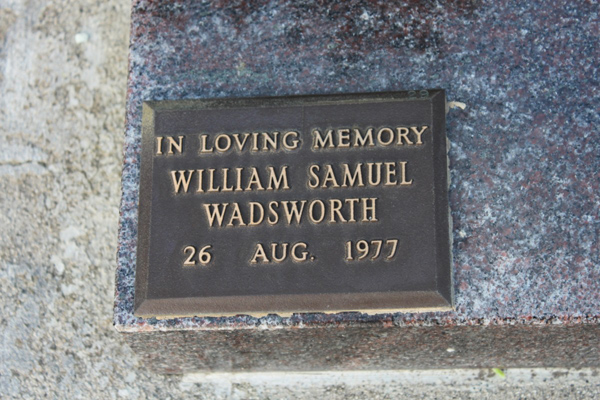 IN LOVING MEMORY
WILLIAM SAMUEL
WADSWORTH
26 AUG. 1977